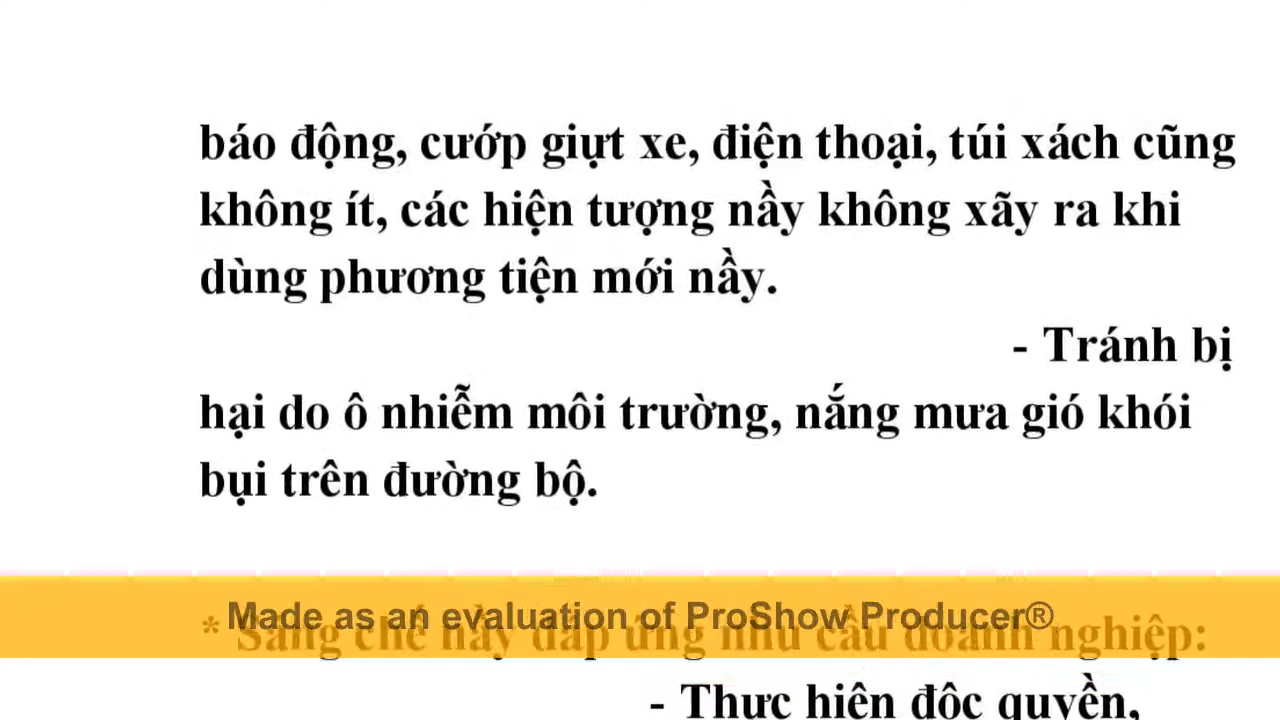 báo động, cướp giựt xe, điện thoại, túi xách cũng
không ít, các hiện tượng nầy không xãy ra khi
dùng phương tiện mới nầy.
- Tránh bị
hại do ô nhiễm môi trường, nắng mưa gió khói
bụi trên đường bộ.
Made as an evaluation of ProShow Producer®
* Sáng chế này đáp ứng nhu cầu doanh nghiệp:
- Thực hiện độc quyền,